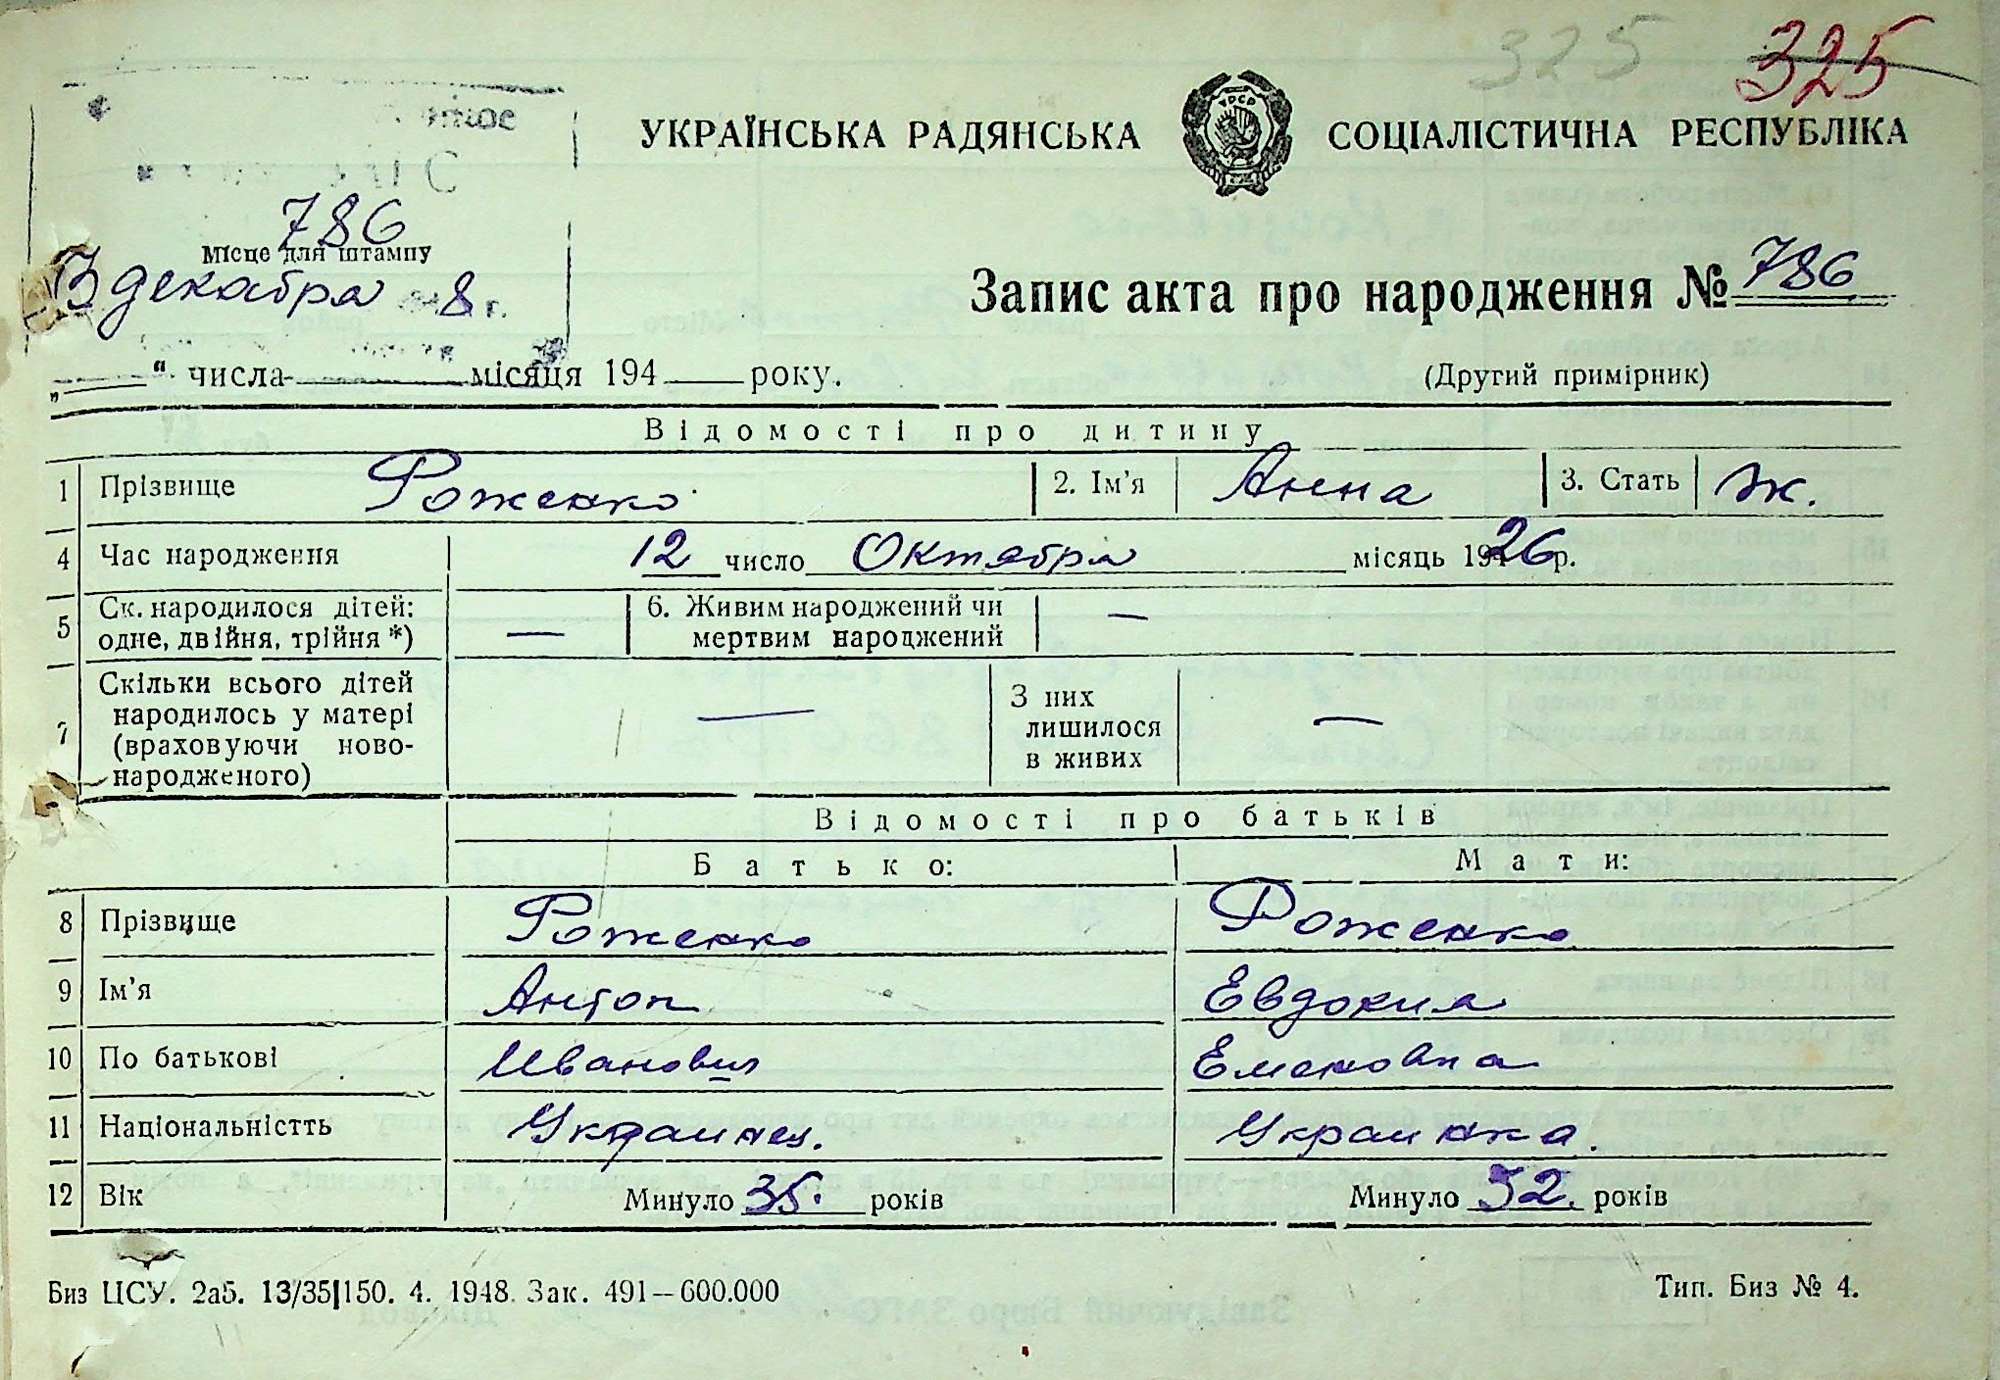 325 325
УКРАЇНСЬКА РАДЯНСЬКА СОЦІАЛІСТИЧНА РЕСПУБЛІКА
786
Місце для штампу
3 декабря 8 г.
Запис акта про народження № 786
„ “ числа місяця 194 року.
(Другий примірник)
Відомості про дитину
1 Прізвище Роженко 2. Ім'я Анна 3. Стать ж.
4 Час народження 12 число Октября місяць 1926 р.
5 Ск. народилося дітей: одне, двійня, трійня *) — 6. Живим народжений чи мертвим народжений —
7 Скільки всього дітей народилось у матері (враховуючи ново-народженого) — З них лишилося в живих —
Відомості про батьків
Батько: Мати:
8 Прізвище Роженко Роженко
9 Ім'я Антон Евдокия
10 По батькові Иванович
11 Національністть Украинец. Украинка.
12 Вік Минуло 35. років Минуло 32. років
Биз ЦСУ. 2аб. 13/35|150. 4. 1948. Зак. 491—600.000 Тип. Биз № 4.